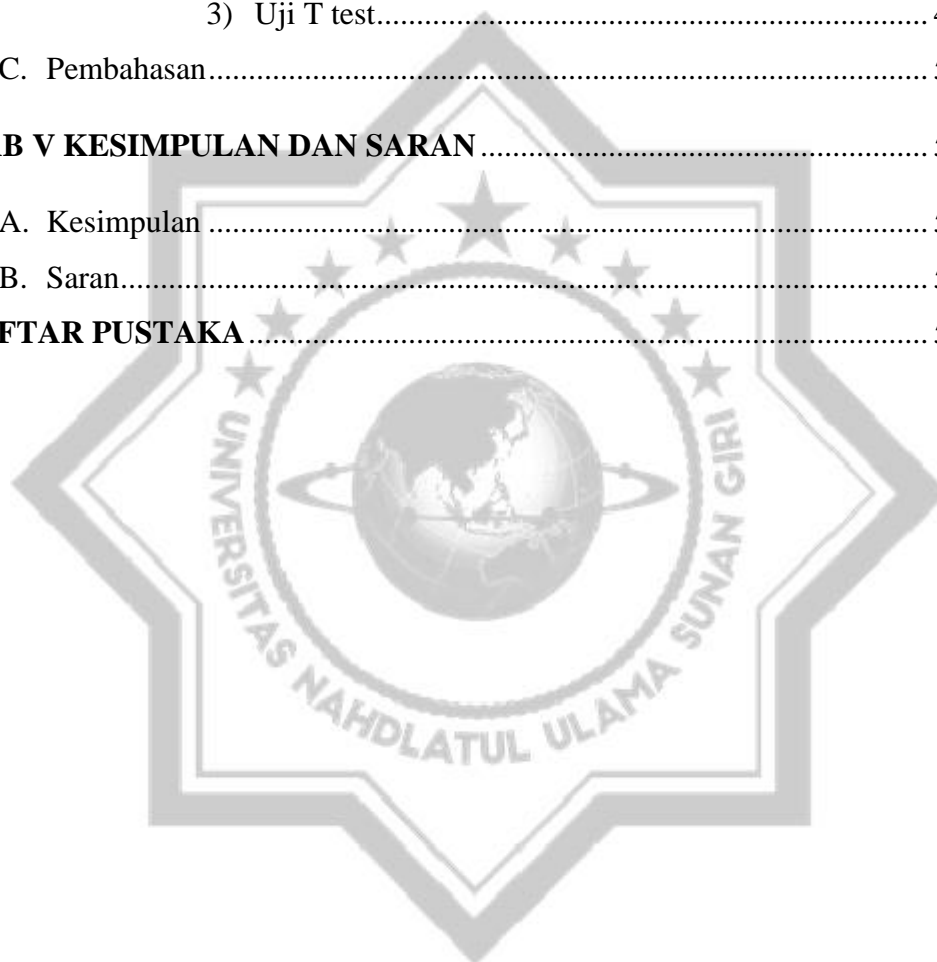 3) Uji T test.......................................................................................
C. Pembahasan..................................................................................................................
B V KESIMPULAN DAN SARAN.......................................................................
A. Kesimpulan..................................................................................................................
B. Saran................................................................................................................................
FTAR PUSTAKA............................................................................................................
UNIVERSITAS NAHDLATUL ULAMA SUNAN GIRI